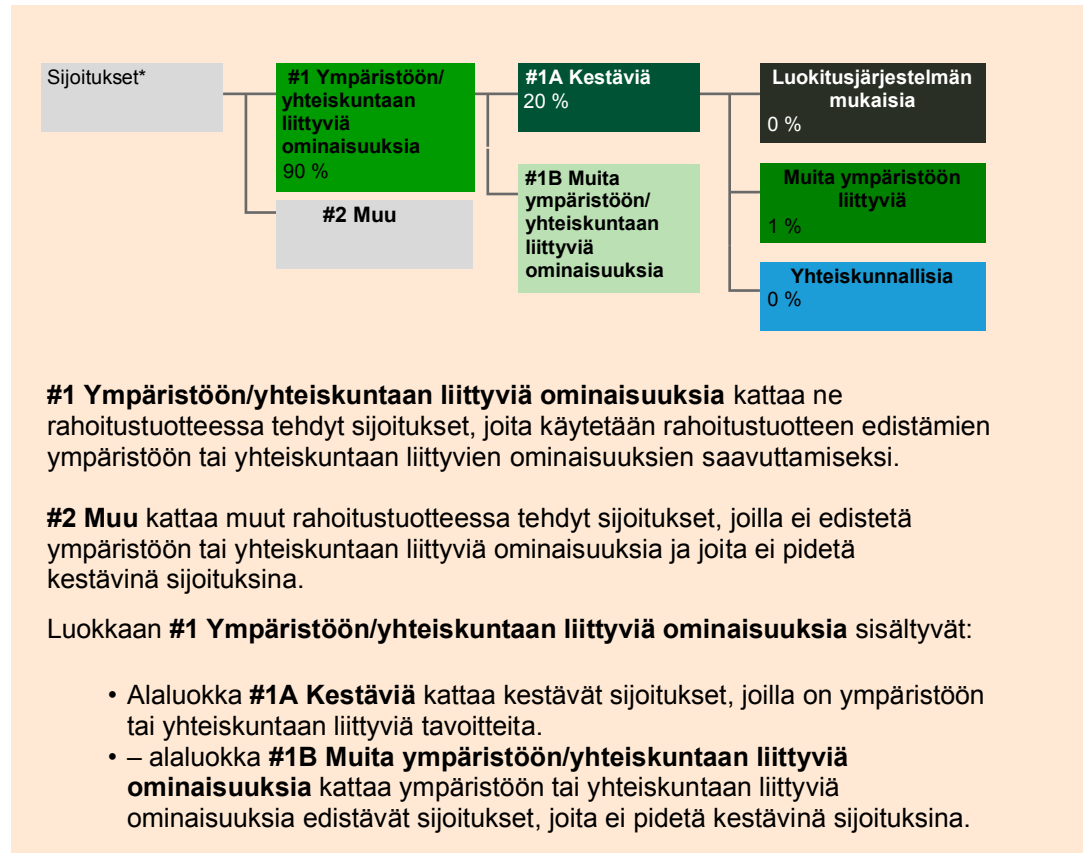 Sijoitukset*
#1 Ympäristöön/
yhteiskuntaan
liittyviä
ominaisuuksia
90 %
#2 Muu
#1A Kestäviä
20 %
#1B Muita
ympäristöön/
yhteiskuntaan
liittyviä
ominaisuuksia
Luokitusjärjestelmän
mukaisia
0 %
Muita ympäristöön
liittyviä
1 %
Yhteiskunnallisia
0 %
#1 Ympäristöön/yhteiskuntaan liittyviä ominaisuuksia kattaa ne
rahoitustuotteessa tehdyt sijoitukset, joita käytetään rahoitustuotteen edistämien
ympäristöön tai yhteiskuntaan liittyvien ominaisuuksien saavuttamiseksi.
#2 Muu kattaa muut rahoitustuotteessa tehdyt sijoitukset, joilla ei edistetä
ympäristöön tai yhteiskuntaan liittyviä ominaisuuksia ja joita ei pidetä
kestävinä sijoituksina.
Luokkaan #1 Ympäristöön/yhteiskuntaan liittyviä ominaisuuksia sisältyvät:
• Alaluokka #1A Kestäviä kattaa kestävät sijoitukset, joilla on ympäristöön
tai yhteiskuntaan liittyviä tavoitteita.
• – alaluokka #1B Muita ympäristöön/yhteiskuntaan liittyviä
ominaisuuksia kattaa ympäristöön tai yhteiskuntaan liittyviä
ominaisuuksia edistävät sijoitukset, joita ei pidetä kestävinä sijoituksina.